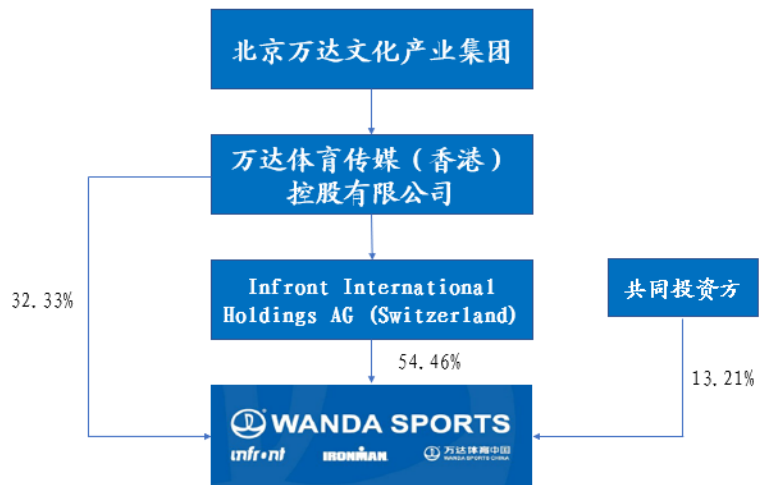 北京万达文化产业集团
万达体育传媒（香港）
控股有限公司
32.33%
Infront International
Holdings AG (Switzerland)
共同投资方
54.46%
13.21%
WANDA SPORTS
infront
IRONMAN
万达体育中国
WANDA SPORTS CHINA